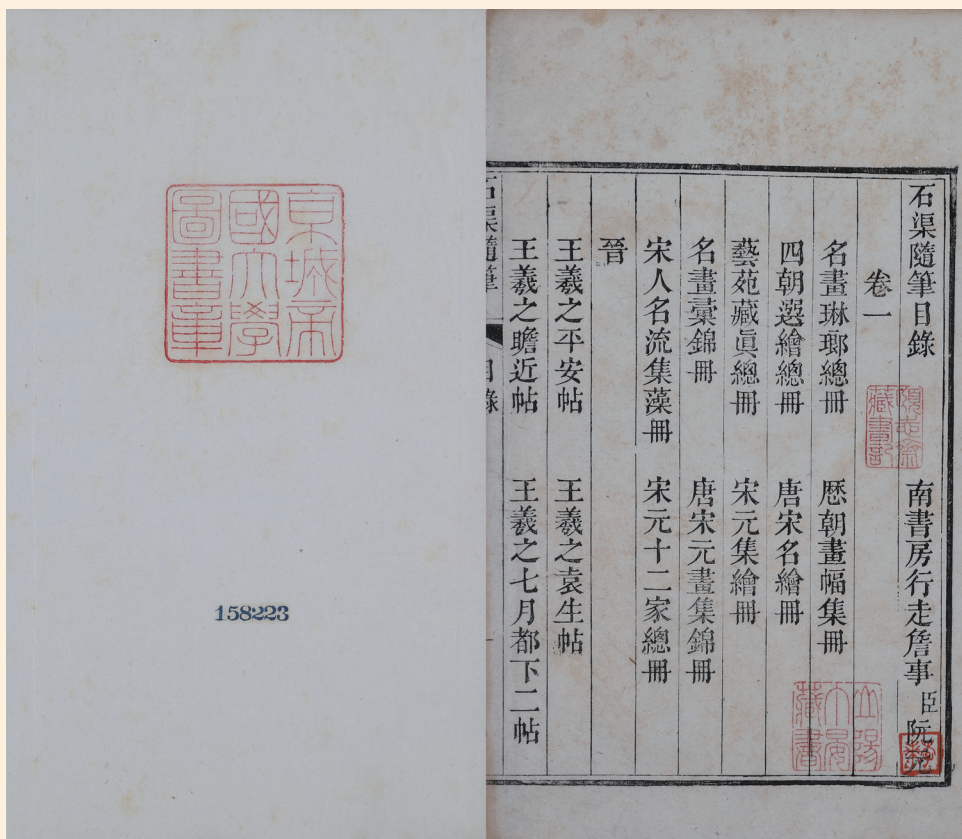 石渠隨筆目錄　南書房行走詹事臣阮元
卷一
名畫琳瑯總冊　歷朝畫幅集冊
四朝選繪總冊　唐宋名繪冊
藝苑藏眞總冊　宋元集繪冊
名畫彙錦冊　唐宋元畫集錦冊
宋人名流集藻冊　宋元十二家總冊
晉
王羲之平安帖　王羲之袁生帖
王羲之瞻近帖　王羲之七月都下二帖
石渠隨筆　目錄
京城帝
國大學
圖書章
158223